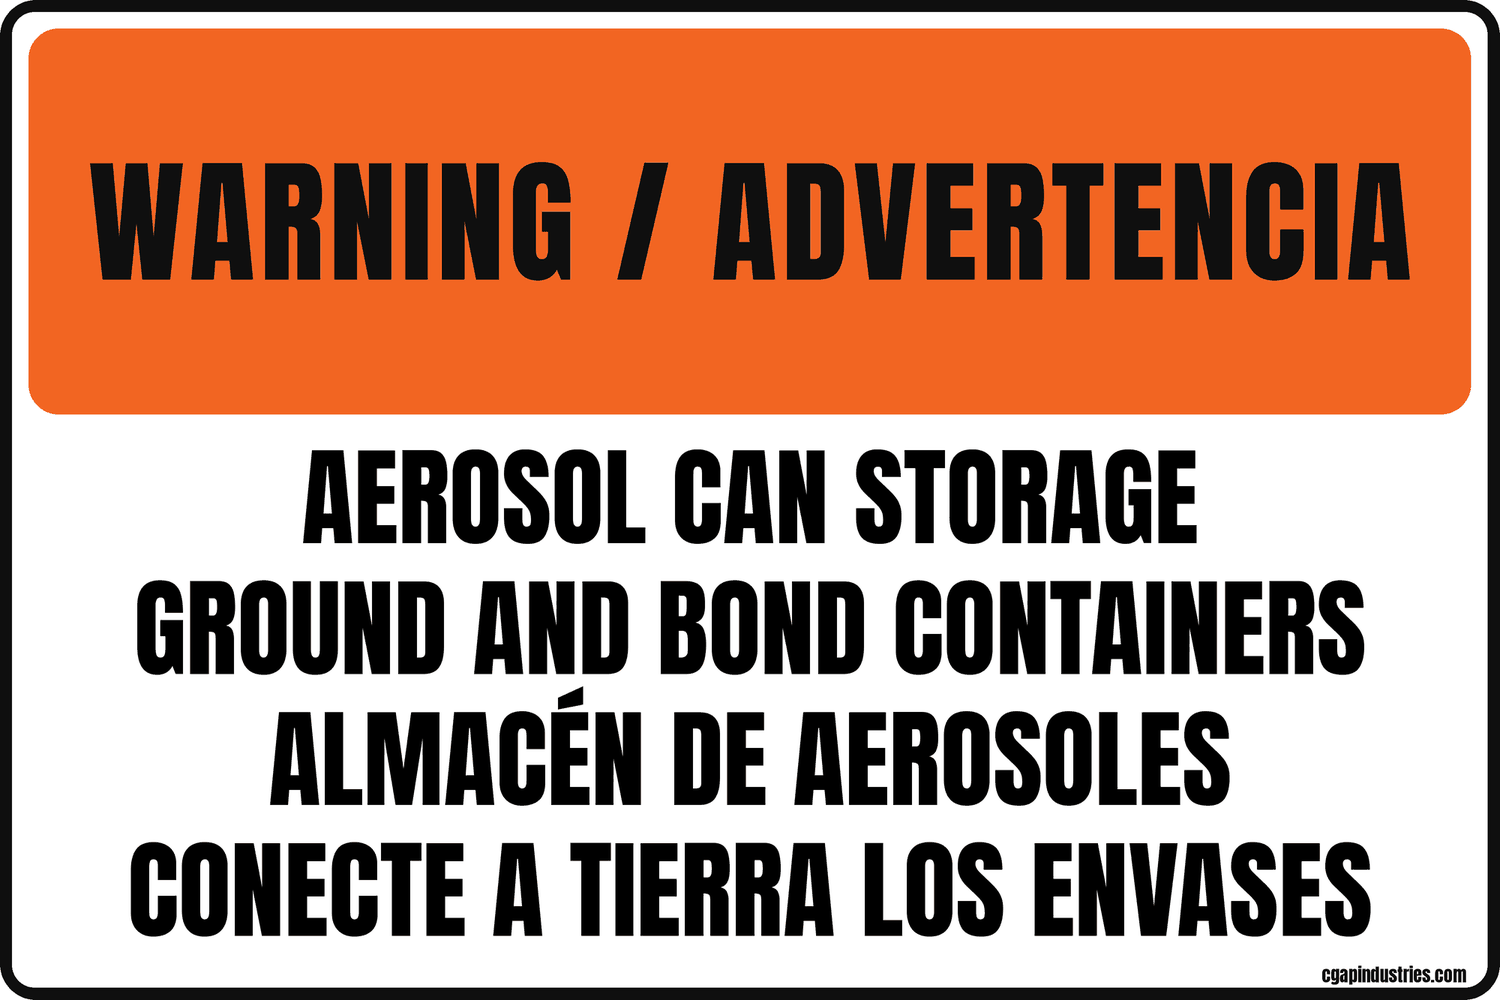 WARNING / ADVERTENCIA
AEROSOL CAN STORAGE
GROUND AND BOND CONTAINERS
ALMACÉN DE AEROSOLES
CONECTE A TIERRA LOS ENVASES
cgapindustries.com